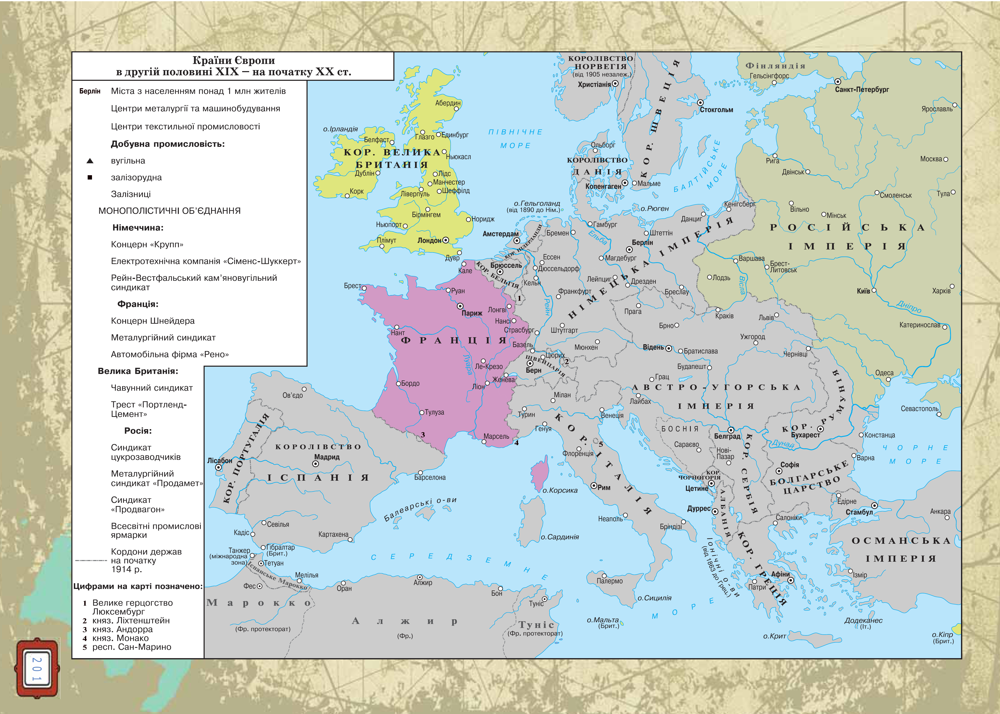 Країни Європи
в другій половині XIX – на початку XX ст.
Берлін Міста з населенням понад 1 млн жителів
Центри металургії та машинобудування
Центри текстильної промисловості
Добувна промисловість:
вугільна
залізорудна
Залізниці
МОНОПОЛІСТИЧНІ ОБ’ЄДНАННЯ
Німеччина:
Концерн «Крупп»
Електротехнічна компанія «Сіменс-Шуккерт»
Рейн-Вестфальський кам’яновугільний
синдикат
Франція:
Концерн Шнейдера
Металургійний синдикат
Автомобільна фірма «Рено»
Велика Британія:
Чавунний синдикат
Трест «Портленд-
Цемент»
Росія:
Синдикат
цукрозаводчиків
Металургійний
синдикат «Продамет»
Синдикат
«Продвагон»
Всесвітні промислові
ярмарки
Кордони держав
на початку
1914 р.
Цифрами на карті позначено:
1 Велике герцогство
Люксембург
2 княз. Ліхтенштейн
3 княз. Андорра
4 княз. Монако
5 респ. Сан-Марино
201
КОРОЛІВСТВО
НОРВЕГІЯ
(від 1905 незалеж.)
Христіанія
КОР. ШВЕЦІЯ
Стокгольм
Мальме
Фінляндія
Гельсінгфорс
Санкт-Петербург
Ярославль
Москва
Тула
Смоленськ
Рига
Двінськ
Вільно
Мінськ
РОСІЙСЬКА
ІМПЕРІЯ
Варшава
Брест-
Литовськ
Лодзь
Вісла
Київ
Харків
Дніпро
Катеринослав
Одеса
Севастополь
о.Ірландія
Абердин
Глазго
Единбург
Белфаст
КОР. ВЕЛИКА
БРИТАНІЯ
Ньюкасл
Дублін
Лідс
Манчестер
Ліверпуль
Шеффілд
Корк
Бірмінгем
Норидж
Ньюпорт
Плімут
Лондон
Дувр
ПІВНІЧНЕ
МОРЕ
Ольборг
КОРОЛІВСТВО
ДАНІЯ
Копенгаген
БАЛТІЙСЬКЕ
МОРЕ
о.Гельголанд
(від 1890 до Нім.)
о.Рюген
Кенігсберг
Данциг
Гамбург
Штеттін
Бремен
Ельба
Берлін
НІМЕЦЬКА ІМПЕРІЯ
Магдебург
Ессен
Дюссельдорф
Кельн
Лейпциг
Дрезден
Бреслау
Франкфурт
Рейн
Штутгарт
Страсбург
Мюнхен
Амстердам
КОР. НІДЕРЛАНДИ
Брюссель
КОР. БЕЛЬГІЯ
1
Кале
Брест
Руан
Париж
Лонгві
Нансі
Нант
ФРАНЦІЯ
Луара
Ле-Крезо
Ліон
Бордо
Тулуза
Марсель
3
4
Базель
Цюрих
ШВЕЙЦАРІЯ
Берн
2
Женева
Прага
Брно
Краків
Львів
Ужгород
Чернівці
Відень
Братислава
Будапешт
Грац
Лайбах
АВСТРО-УГОРСЬКА
ІМПЕРІЯ
БОСНІЯ
Сараєво
Мілан
Турин
Венеція
Генуя
Флоренція
5
КОР. ІТАЛІЯ
Рим
Неаполь
Бріндізі
Палермо
о.Сицилія
о.Корсика
о.Сардинія
о.Мальта
(Брит.)
КОР. РУМУНІЯ
Бухарест
Констанца
Дунай
Белград
КОР. СЕРБІЯ
Нові-
Пазар
КОР.
ЧОРНОГОРІЯ
Цетине
АЛБАНІЯ
Дуррес
Софія
БОЛГАРСЬКЕ
ЦАРСТВО
Варна
ЧОРНЕ
МОРЕ
Едірне
Стамбул
Анкара
Салоніки
ОСМАНСЬКА
ІМПЕРІЯ
Ізмір
КОР. ГРЕЦІЯ
Афіни
Патри
Іонічні о-ви
(від 1863 до Грец.)
Додеканес
(Іт.)
о.Крит
о.Кіпр
(Брит.)
Ов’єдо
КОР. ПОРТУГАЛІЯ
Лісабон
КОРОЛІВСТВО
Мадрид
ІСПАНІЯ
Барселона
Балеарські о-ви
Севілья
Кадіс
Картахена
Гібралтар
(Брит.)
Танжер
(міжнародна
зона)
Тетуан
Іспанське Марокко
Мелілья
Фес
Марокко
(Фр. протекторат)
Оран
Алжир
Бон
Алжир
(Фр.)
Туніс
Туніс
(Фр. протекторат)
СЕРЕДЗЕМНЕ
МОРЕ